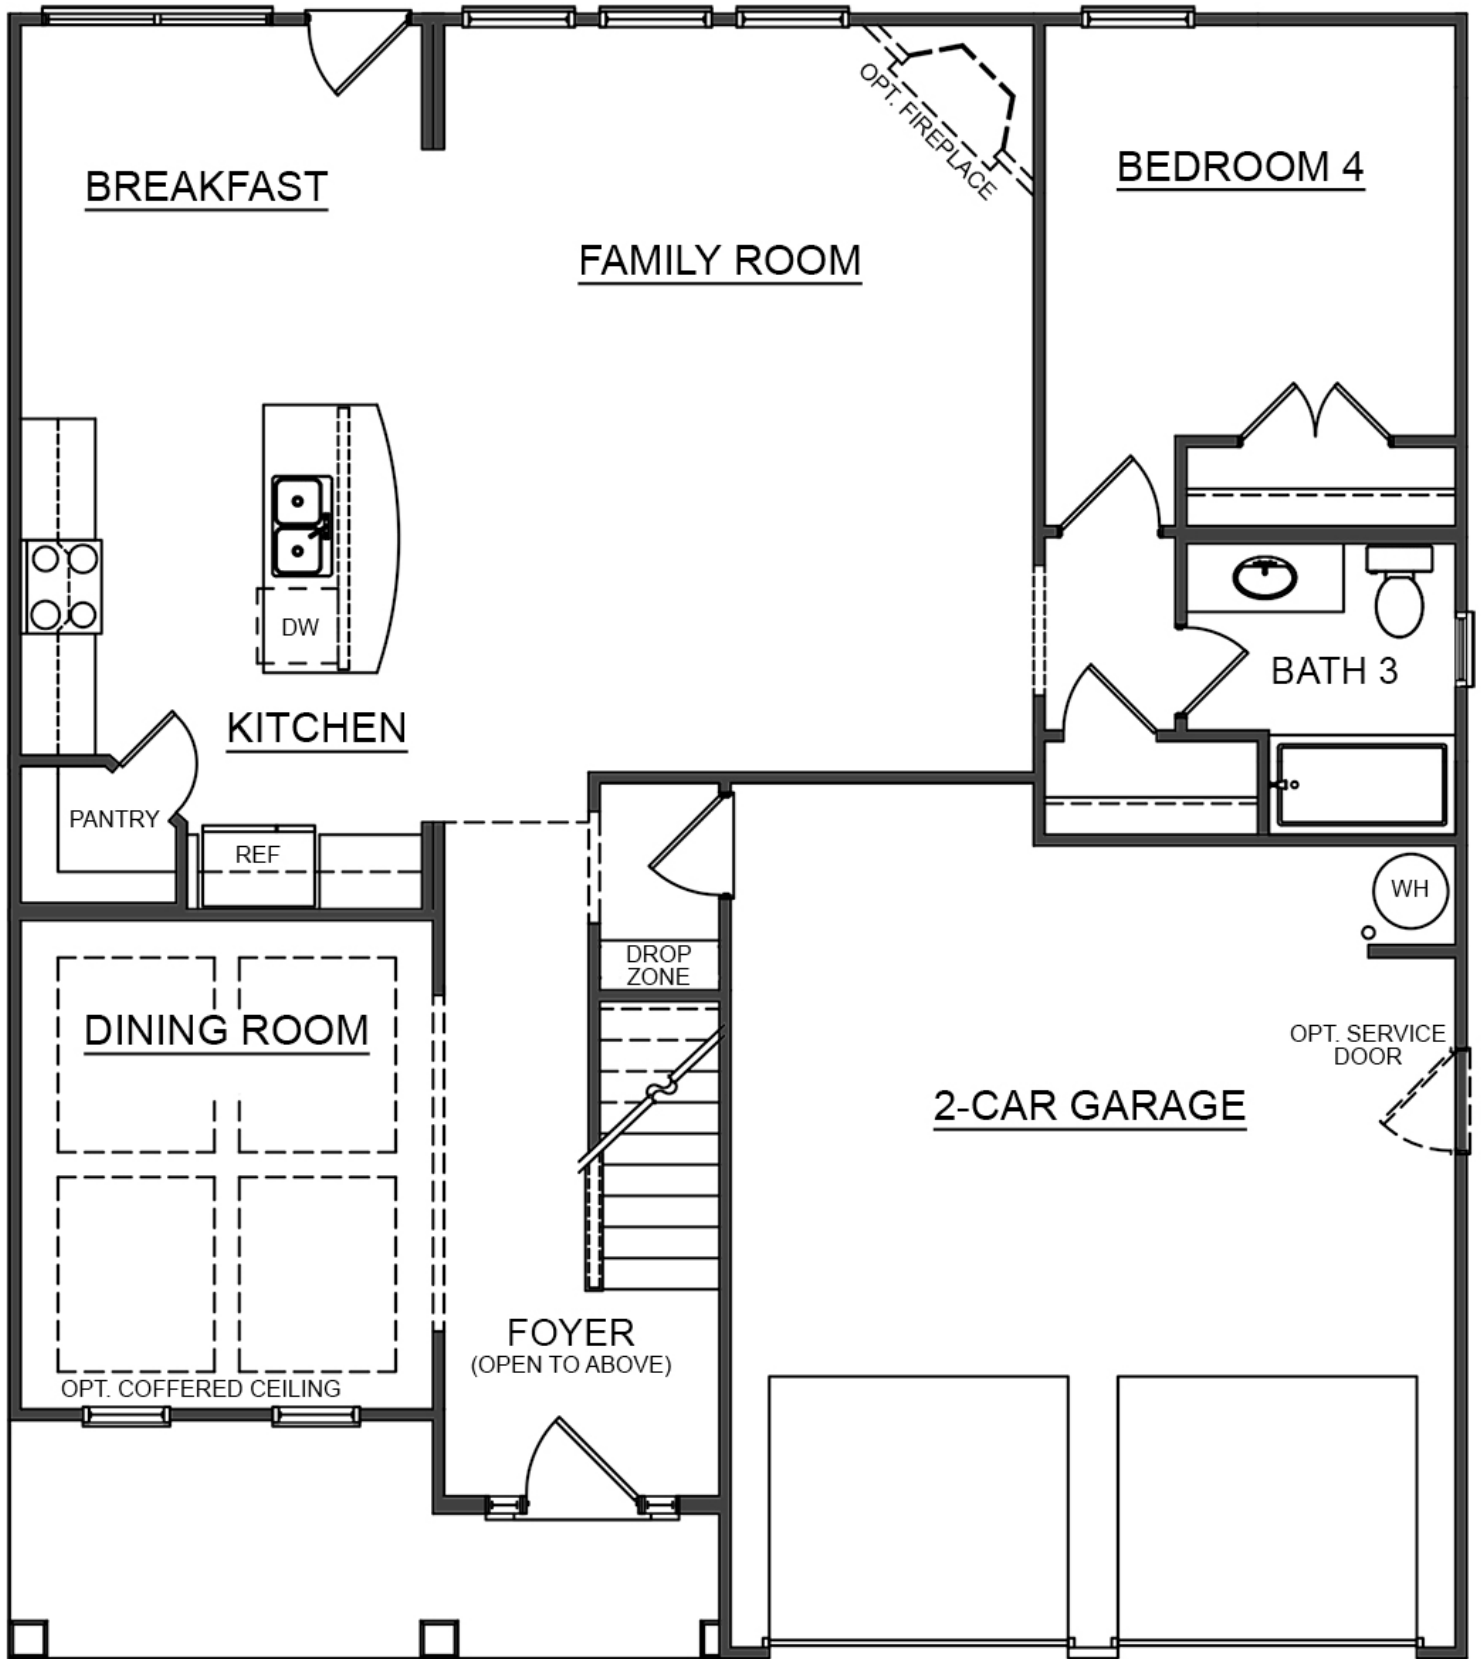 BREAKFAST
OPT. FIREPLACE
BEDROOM 4
FAMILY ROOM
DW
KITCHEN
BATH 3
PANTRY
REF
WH
DROP
ZONE
DINING ROOM
OPT. SERVICE
DOOR
2-CAR GARAGE
FOYER
(OPEN TO ABOVE)
OPT. COFFERED CEILING